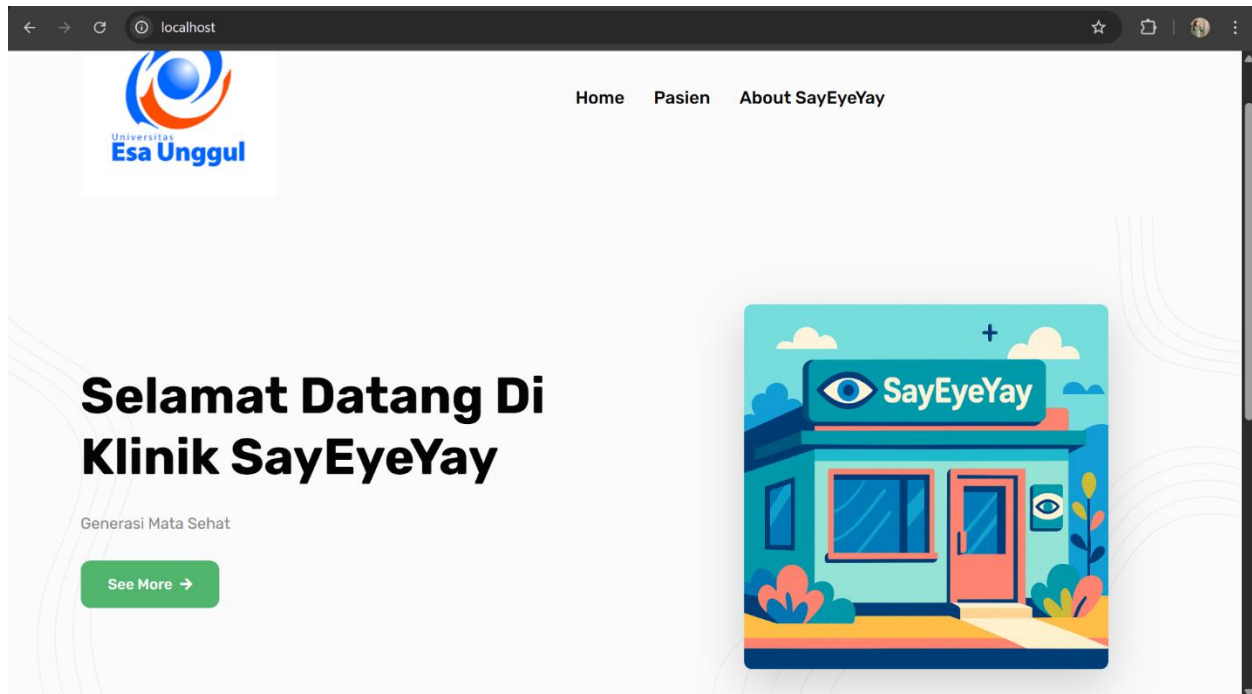 localhost
Universitas
Esa Unggul
Home Pasien About SayEyeYay
Selamat Datang Di
Klinik SayEyeYay
Generasi Mata Sehat
See More →
SayEyeYay